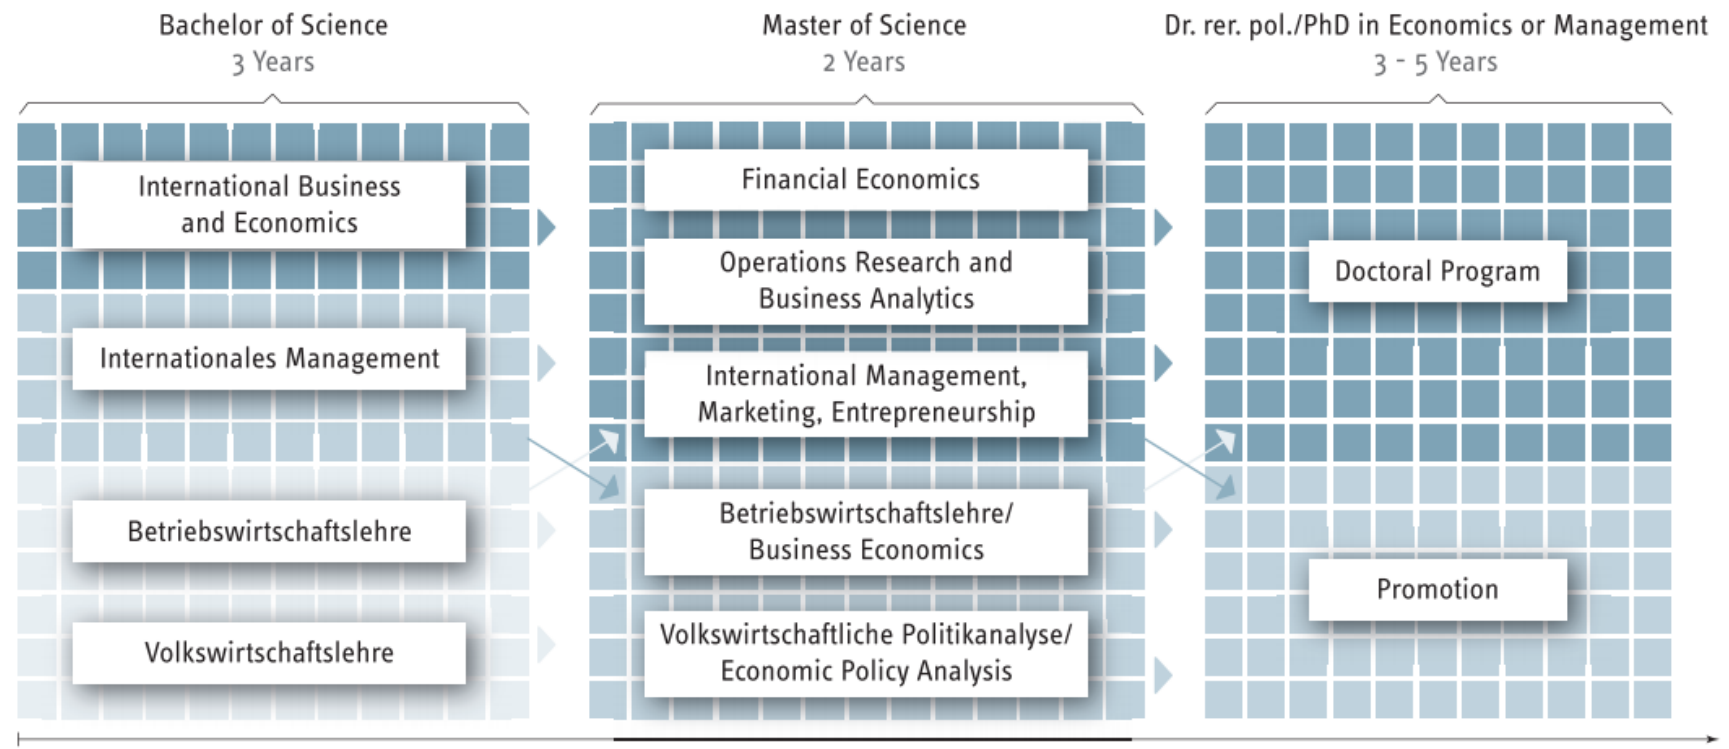 Bachelor of Science
3 Years
International Business
and Economics
Internationales Management
Betriebswirtschaftslehre
Volkswirtschaftslehre
Master of Science
2 Years
Financial Economics
Operations Research and
Business Analytics
International Management,
Marketing, Entrepreneurship
Betriebswirtschaftslehre/
Business Economics
Volkswirtschaftliche Politikanalyse/
Economic Policy Analysis
Dr. rer. pol./PhD in Economics or Management
3 - 5 Years
Doctoral Program
Promotion